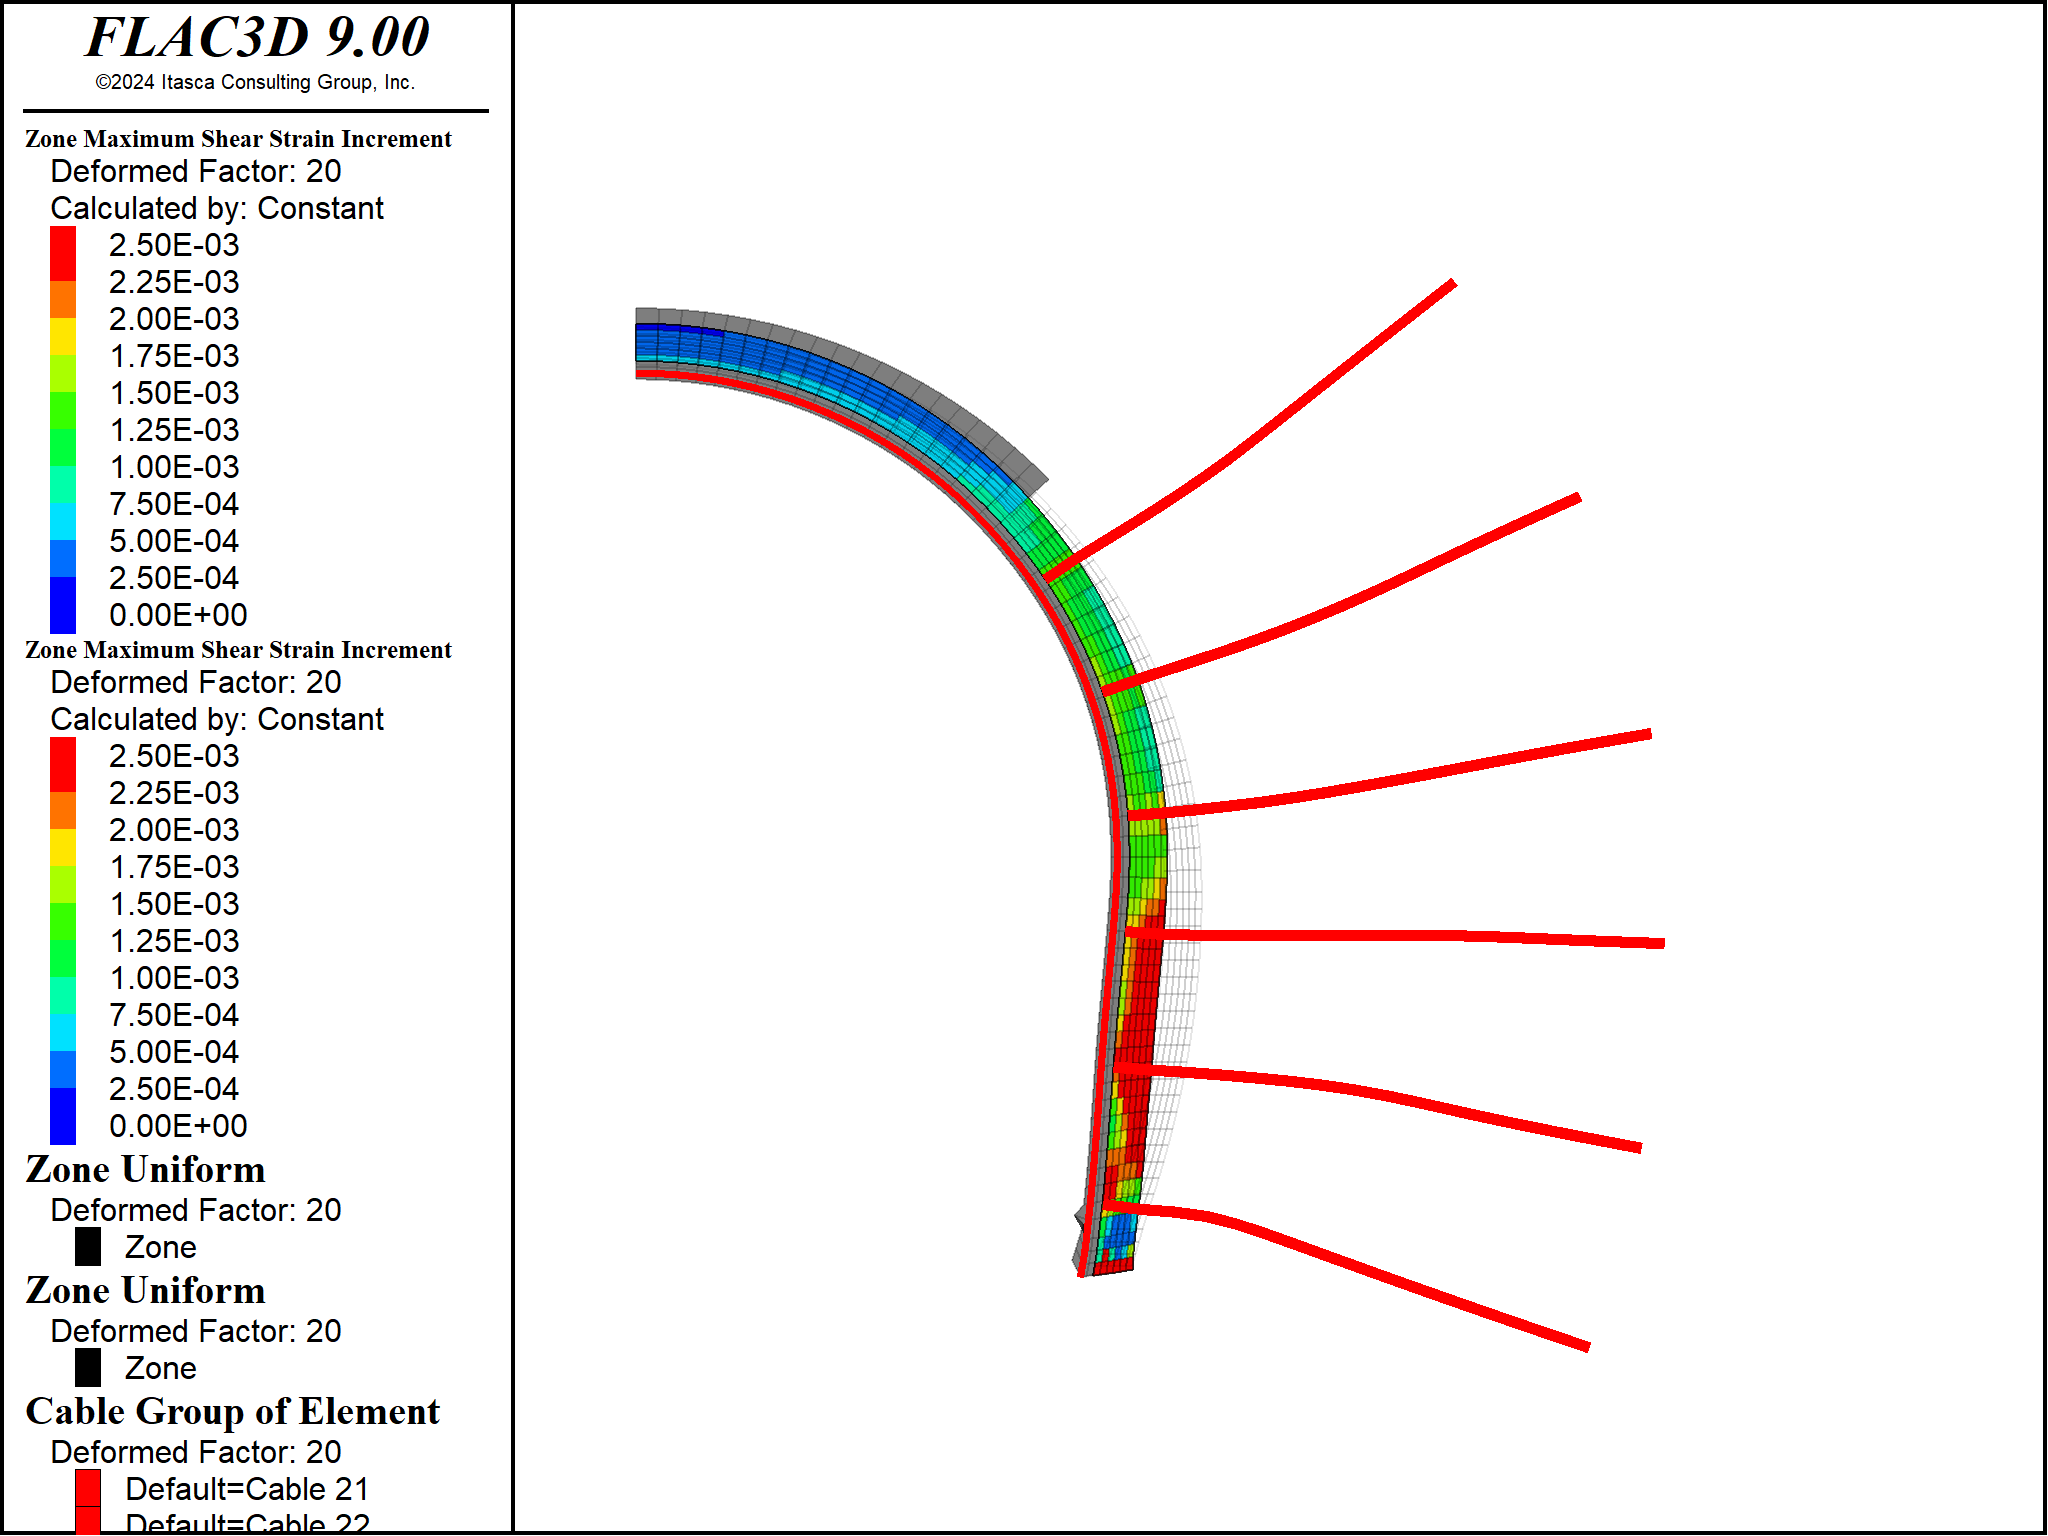 FLAC3D 9.00
©2024 Itasca Consulting Group, Inc.
Zone Maximum Shear Strain Increment
Deformed Factor: 20
Calculated by: Constant
2.50E-03
2.25E-03
2.00E-03
1.75E-03
1.50E-03
1.25E-03
1.00E-03
7.50E-04
5.00E-04
2.50E-04
0.00E+00
Zone Maximum Shear Strain Increment
Deformed Factor: 20
Calculated by: Constant
2.50E-03
2.25E-03
2.00E-03
1.75E-03
1.50E-03
1.25E-03
1.00E-03
7.50E-04
5.00E-04
2.50E-04
0.00E+00
Zone Uniform
Deformed Factor: 20
Zone
Zone Uniform
Deformed Factor: 20
Zone
Cable Group of Element
Deformed Factor: 20
Default=Cable 21
Default=Cable 22